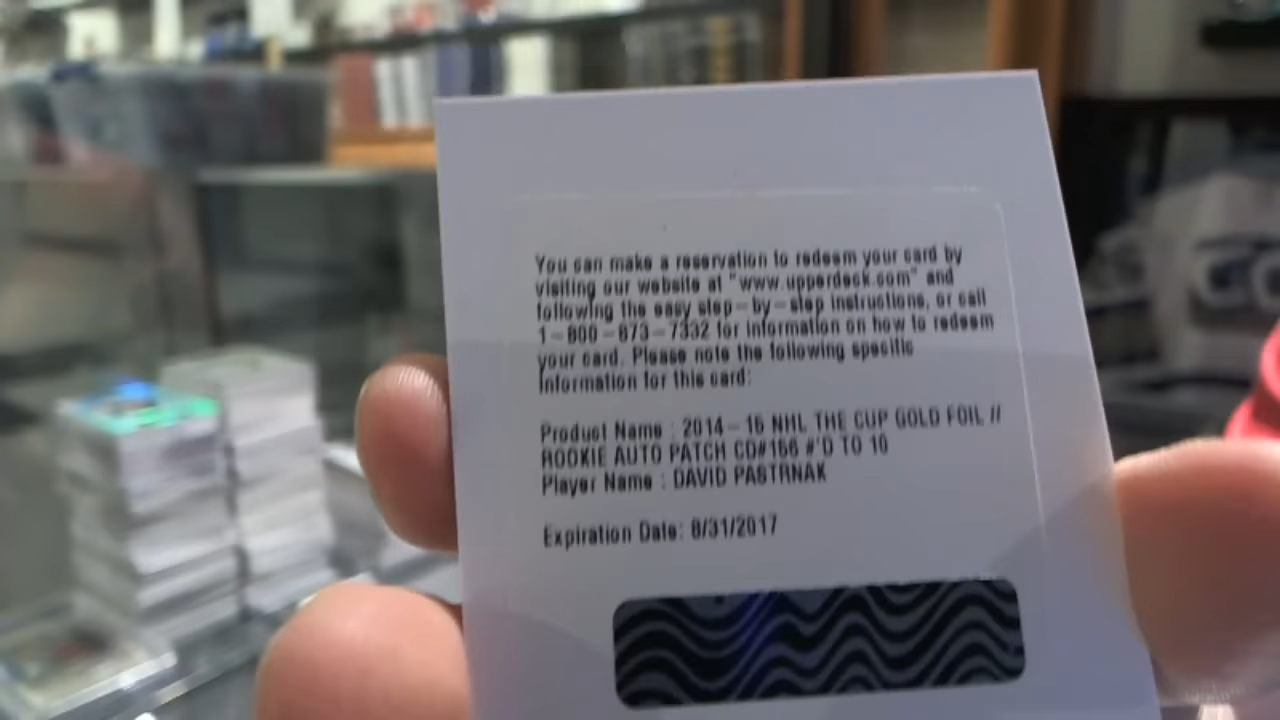 You can make a reservation to redeem your card by
visiting our website at "www.upperdeck.com" and
following the easy step-by-step instructions, or call
1-800-873-7332 for information on how to redeem
your card. Please note the following specific
information for this card:
Product Name : 2014-15 NHL THE CUP GOLD FOIL //
ROOKIE AUTO PATCH CD#166 #'D TO 10
Player Name : DAVID PASTRNAK
Expiration Date: 8/31/2017